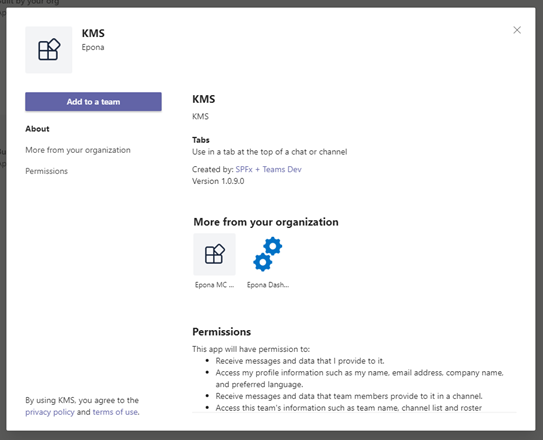 KMS
Epona
Add to a team
About
More from your organization
Permissions
KMS
KMS
Tabs
Use in a tab at the top of a chat or channel
Created by: SPFx + Teams Dev
Version 1.0.9.0
More from your organization
Epona MC ...
Epona Dash...
Permissions
This app will have permission to:
• Receive messages and data that I provide to it.
• Access my profile information such as my name, email address, company name,
and preferred language.
• Receive messages and data that team members provide to it in a channel.
• Access this team's information such as team name, channel list and roster
By using KMS, you agree to the
privacy policy and terms of use.